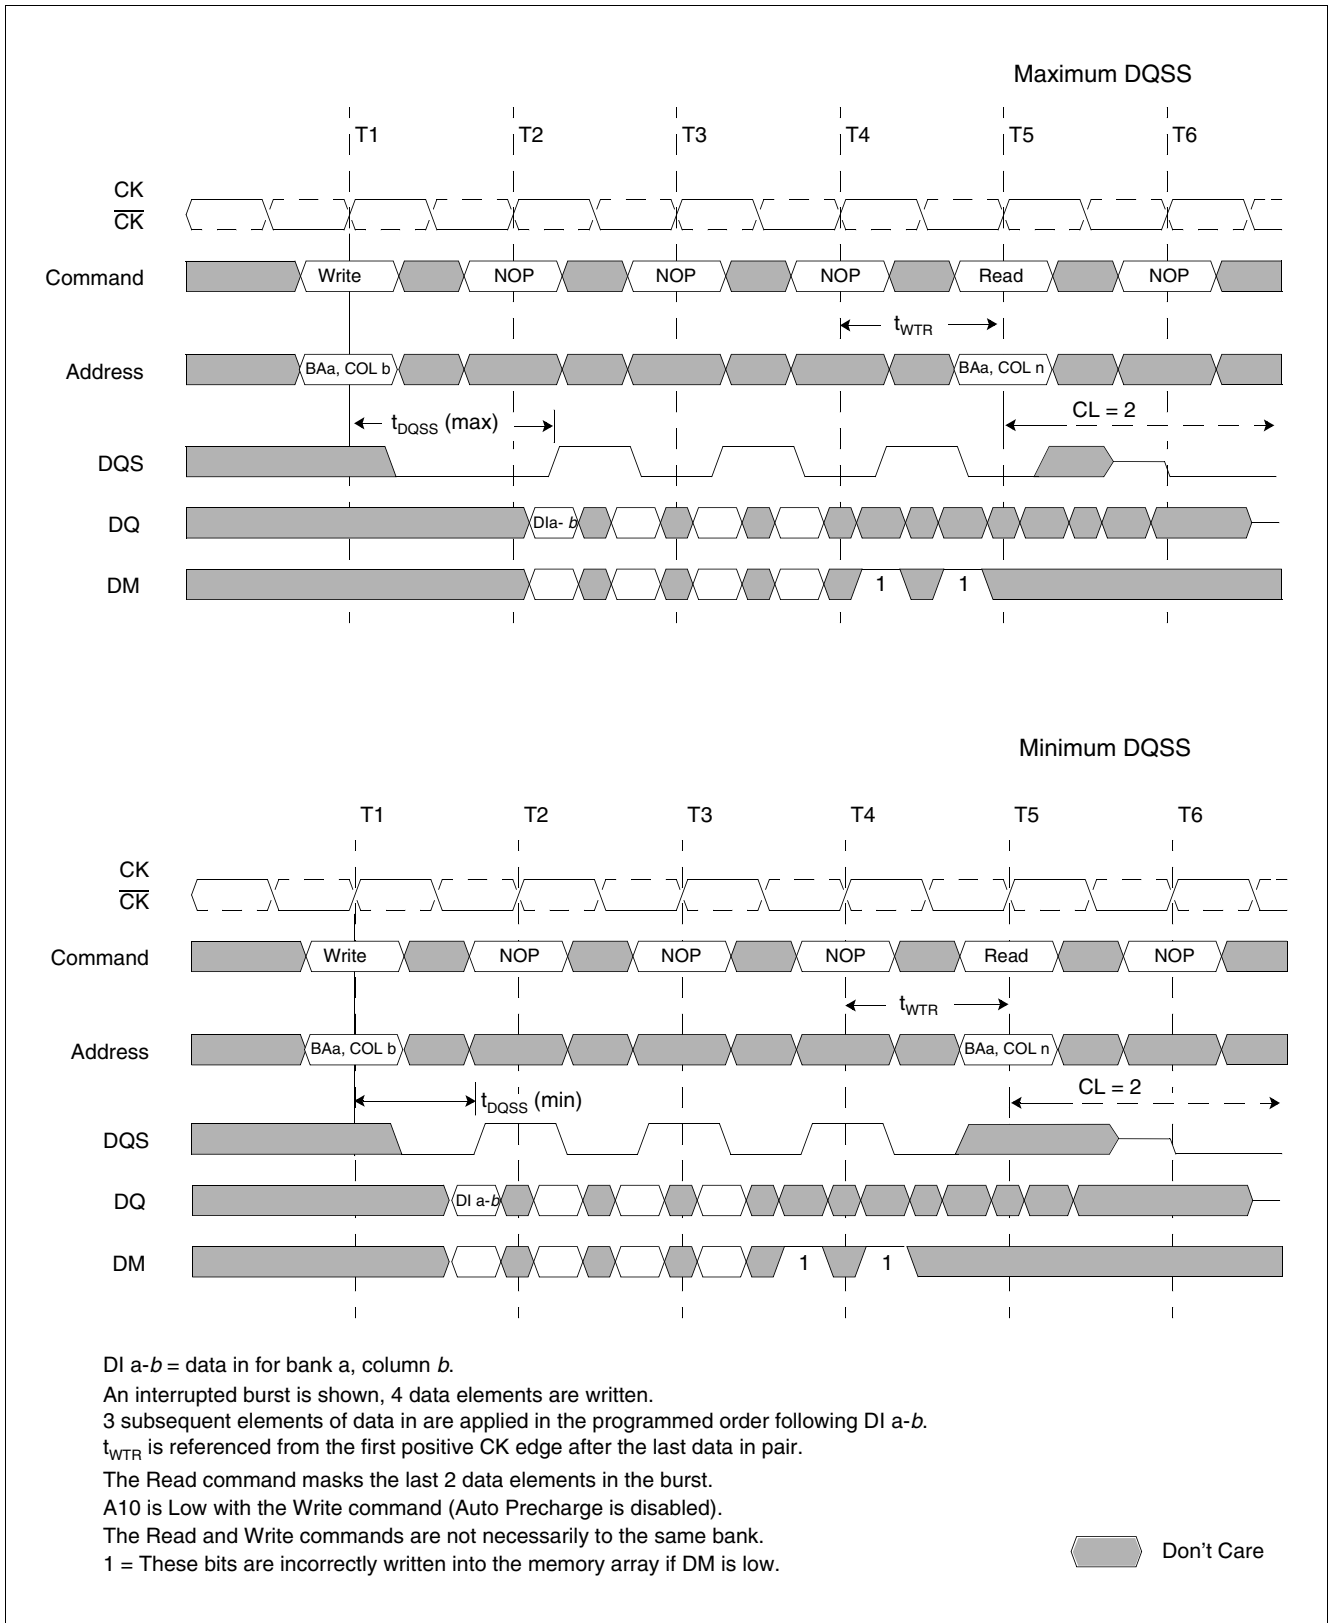 Maximum DQSS
T1 T2 T3 T4 T5 T6
CK
CK
Command Write NOP NOP NOP Read NOP
tWTR
Address BAa, COL b BAa, COL n
tDQSS (max) CL = 2
DQS
DQ DIa- b
DM 1 1
Minimum DQSS
T1 T2 T3 T4 T5 T6
CK
CK
Command Write NOP NOP NOP Read NOP
tWTR
Address BAa, COL b BAa, COL n
tDQSS (min) CL = 2
DQS
DQ DI a-b
DM 1 1
DI a-b = data in for bank a, column b.
An interrupted burst is shown, 4 data elements are written.
3 subsequent elements of data in are applied in the programmed order following DI a-b.
tWTR is referenced from the first positive CK edge after the last data in pair.
The Read command masks the last 2 data elements in the burst.
A10 is Low with the Write command (Auto Precharge is disabled).
The Read and Write commands are not necessarily to the same bank.
1 = These bits are incorrectly written into the memory array if DM is low.
Don't Care